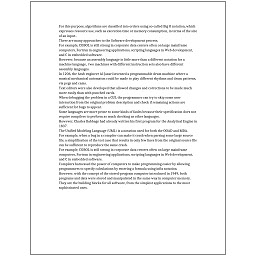 For this purpose, algorithms are classified into orders using so-called Big O notation, which
expresses resource use, such as execution time or memory consumption, in terms of the size
of an input.
There are many approaches to the Software development process.
For example, COBOL is still strong in corporate data centers often on large mainframe
computers, Fortran in engineering applications, scripting languages in Web development,
and C in embedded software.
However, because an assembly language is little more than a different notation for a
machine language, two machines with different instruction sets also have different
assembly languages.
In 1206, the Arab engineer Al-Jazari invented a programmable drum machine where a
musical mechanical automaton could be made to play different rhythms and drum patterns,
via pegs and cams.
Text editors were also developed that allowed changes and corrections to be made much
more easily than with punched cards.
When debugging the problem in a GUI, the programmer can try to skip some user
interaction from the original problem description and check if remaining actions are
sufficient for bugs to appear.
Some languages are more prone to some kinds of faults because their specification does not
require compilers to perform as much checking as other languages.
However, Charles Babbage had already written his first program for the Analytical Engine in
1837.
The Unified Modeling Language (UML) is a notation used for both the OOAD and MDA.
For example, when a bug in a compiler can make it crash when parsing some large source
file, a simplification of the test case that results in only few lines from the original source file
can be sufficient to reproduce the same crash.
For example, COBOL is still strong in corporate data centers often on large mainframe
computers, Fortran in engineering applications, scripting languages in Web development,
and C in embedded software.
Compilers harnessed the power of computers to make programming easier by allowing
programmers to specify calculations by entering a formula using infix notation.
However, with the concept of the stored-program computer introduced in 1949, both
programs and data were stored and manipulated in the same way in computer memory.
They are the building blocks for all software, from the simplest applications to the most
sophisticated ones.